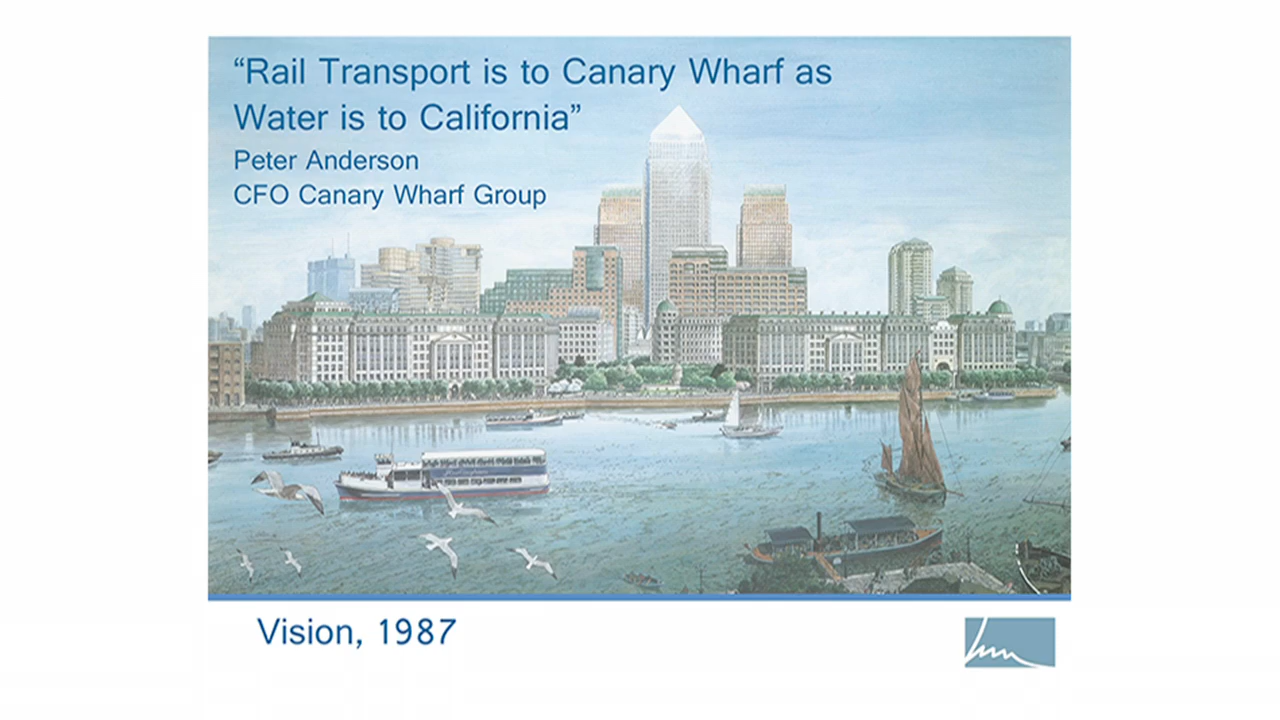 “Rail Transport is to Canary Wharf as
Water is to California”
Peter Anderson
CFO Canary Wharf Group
Vision, 1987